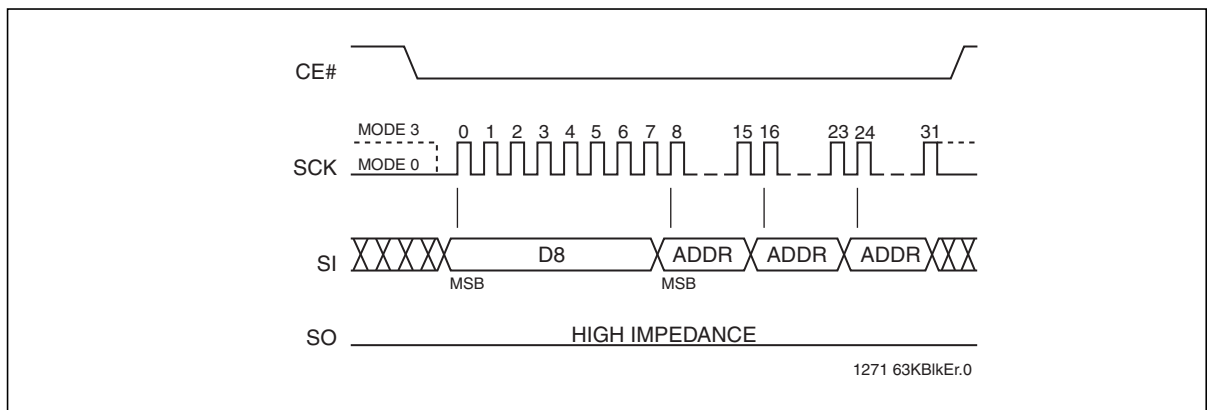 CE#
MODE 3
0 1 2 3 4 5 6 7 8 15 16 23 24 31
SCK
MODE 0
SI
D8 ADDR ADDR ADDR
MSB MSB
SO
HIGH IMPEDANCE
1271 63KBlkEr.0